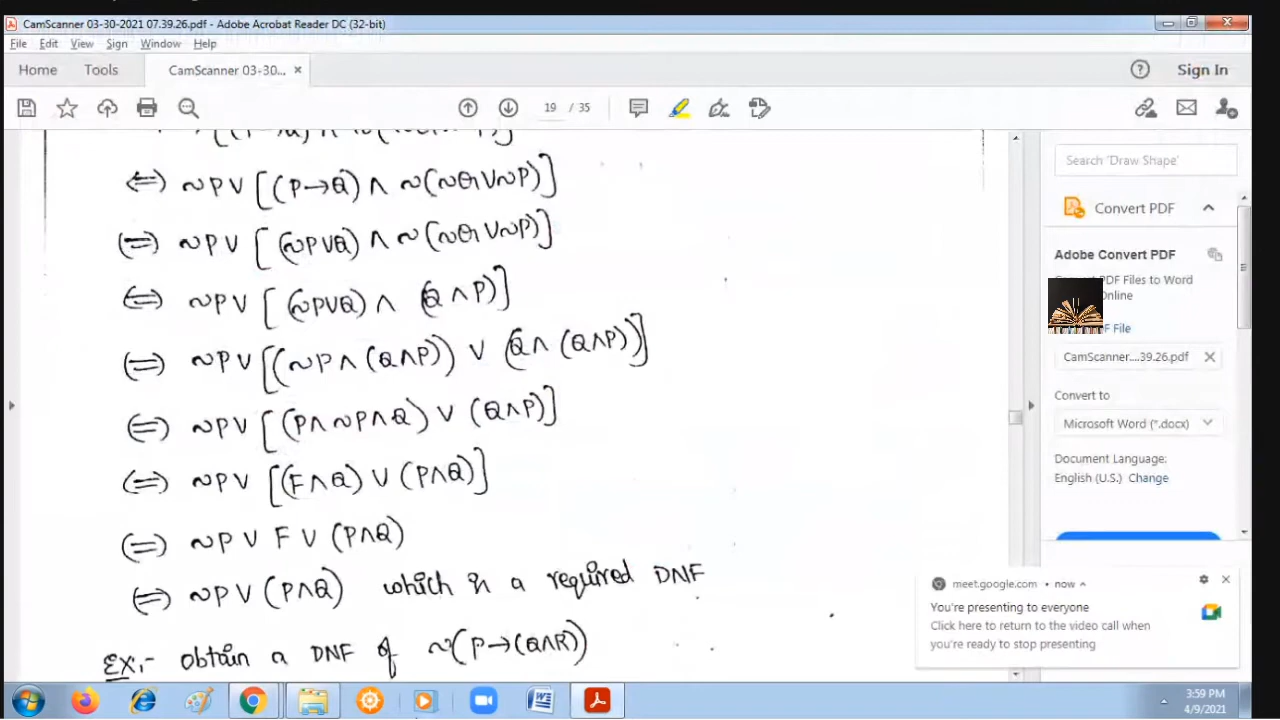 CamScanner 03-30-2021 07.39.26.pdf - Adobe Acrobat Reader DC (32-bit)
File Edit View Sign Window Help
Home Tools CamScanner 03-30... × Sign In
19 / 35
⇔ ~P∨[(P→Q)∧ ~(~Q∨~P)]
⇔ ~P∨[(~P∨Q)∧ ~(~Q∨~P)]
⇔ ~P∨[(~P∨Q)∧ (Q∧P)]
⇔ ~P∨[(~P∧(Q∧P)) ∨ (Q∧(Q∧P))]
⇔ ~P∨[(P∧~P∧Q) ∨ (Q∧P)]
⇔ ~P∨[(F∧Q)∨(P∧Q)]
⇔ ~P∨ F∨ (P∧Q)
⇔ ~P∨(P∧Q) which is a required DNF
Ex:- obtain a DNF of ~(P→(Q∧R))
Search 'Draw Shape'
Convert PDF
Adobe Convert PDF
PDF Files to Word
Online
File
CamScanner....39.26.pdf
Convert to
Microsoft Word (*.docx)
Document Language:
English (U.S.) Change
meet.google.com • now
You're presenting to everyone
Click here to return to the video call when
you're ready to stop presenting
3:59 PM
4/9/2021